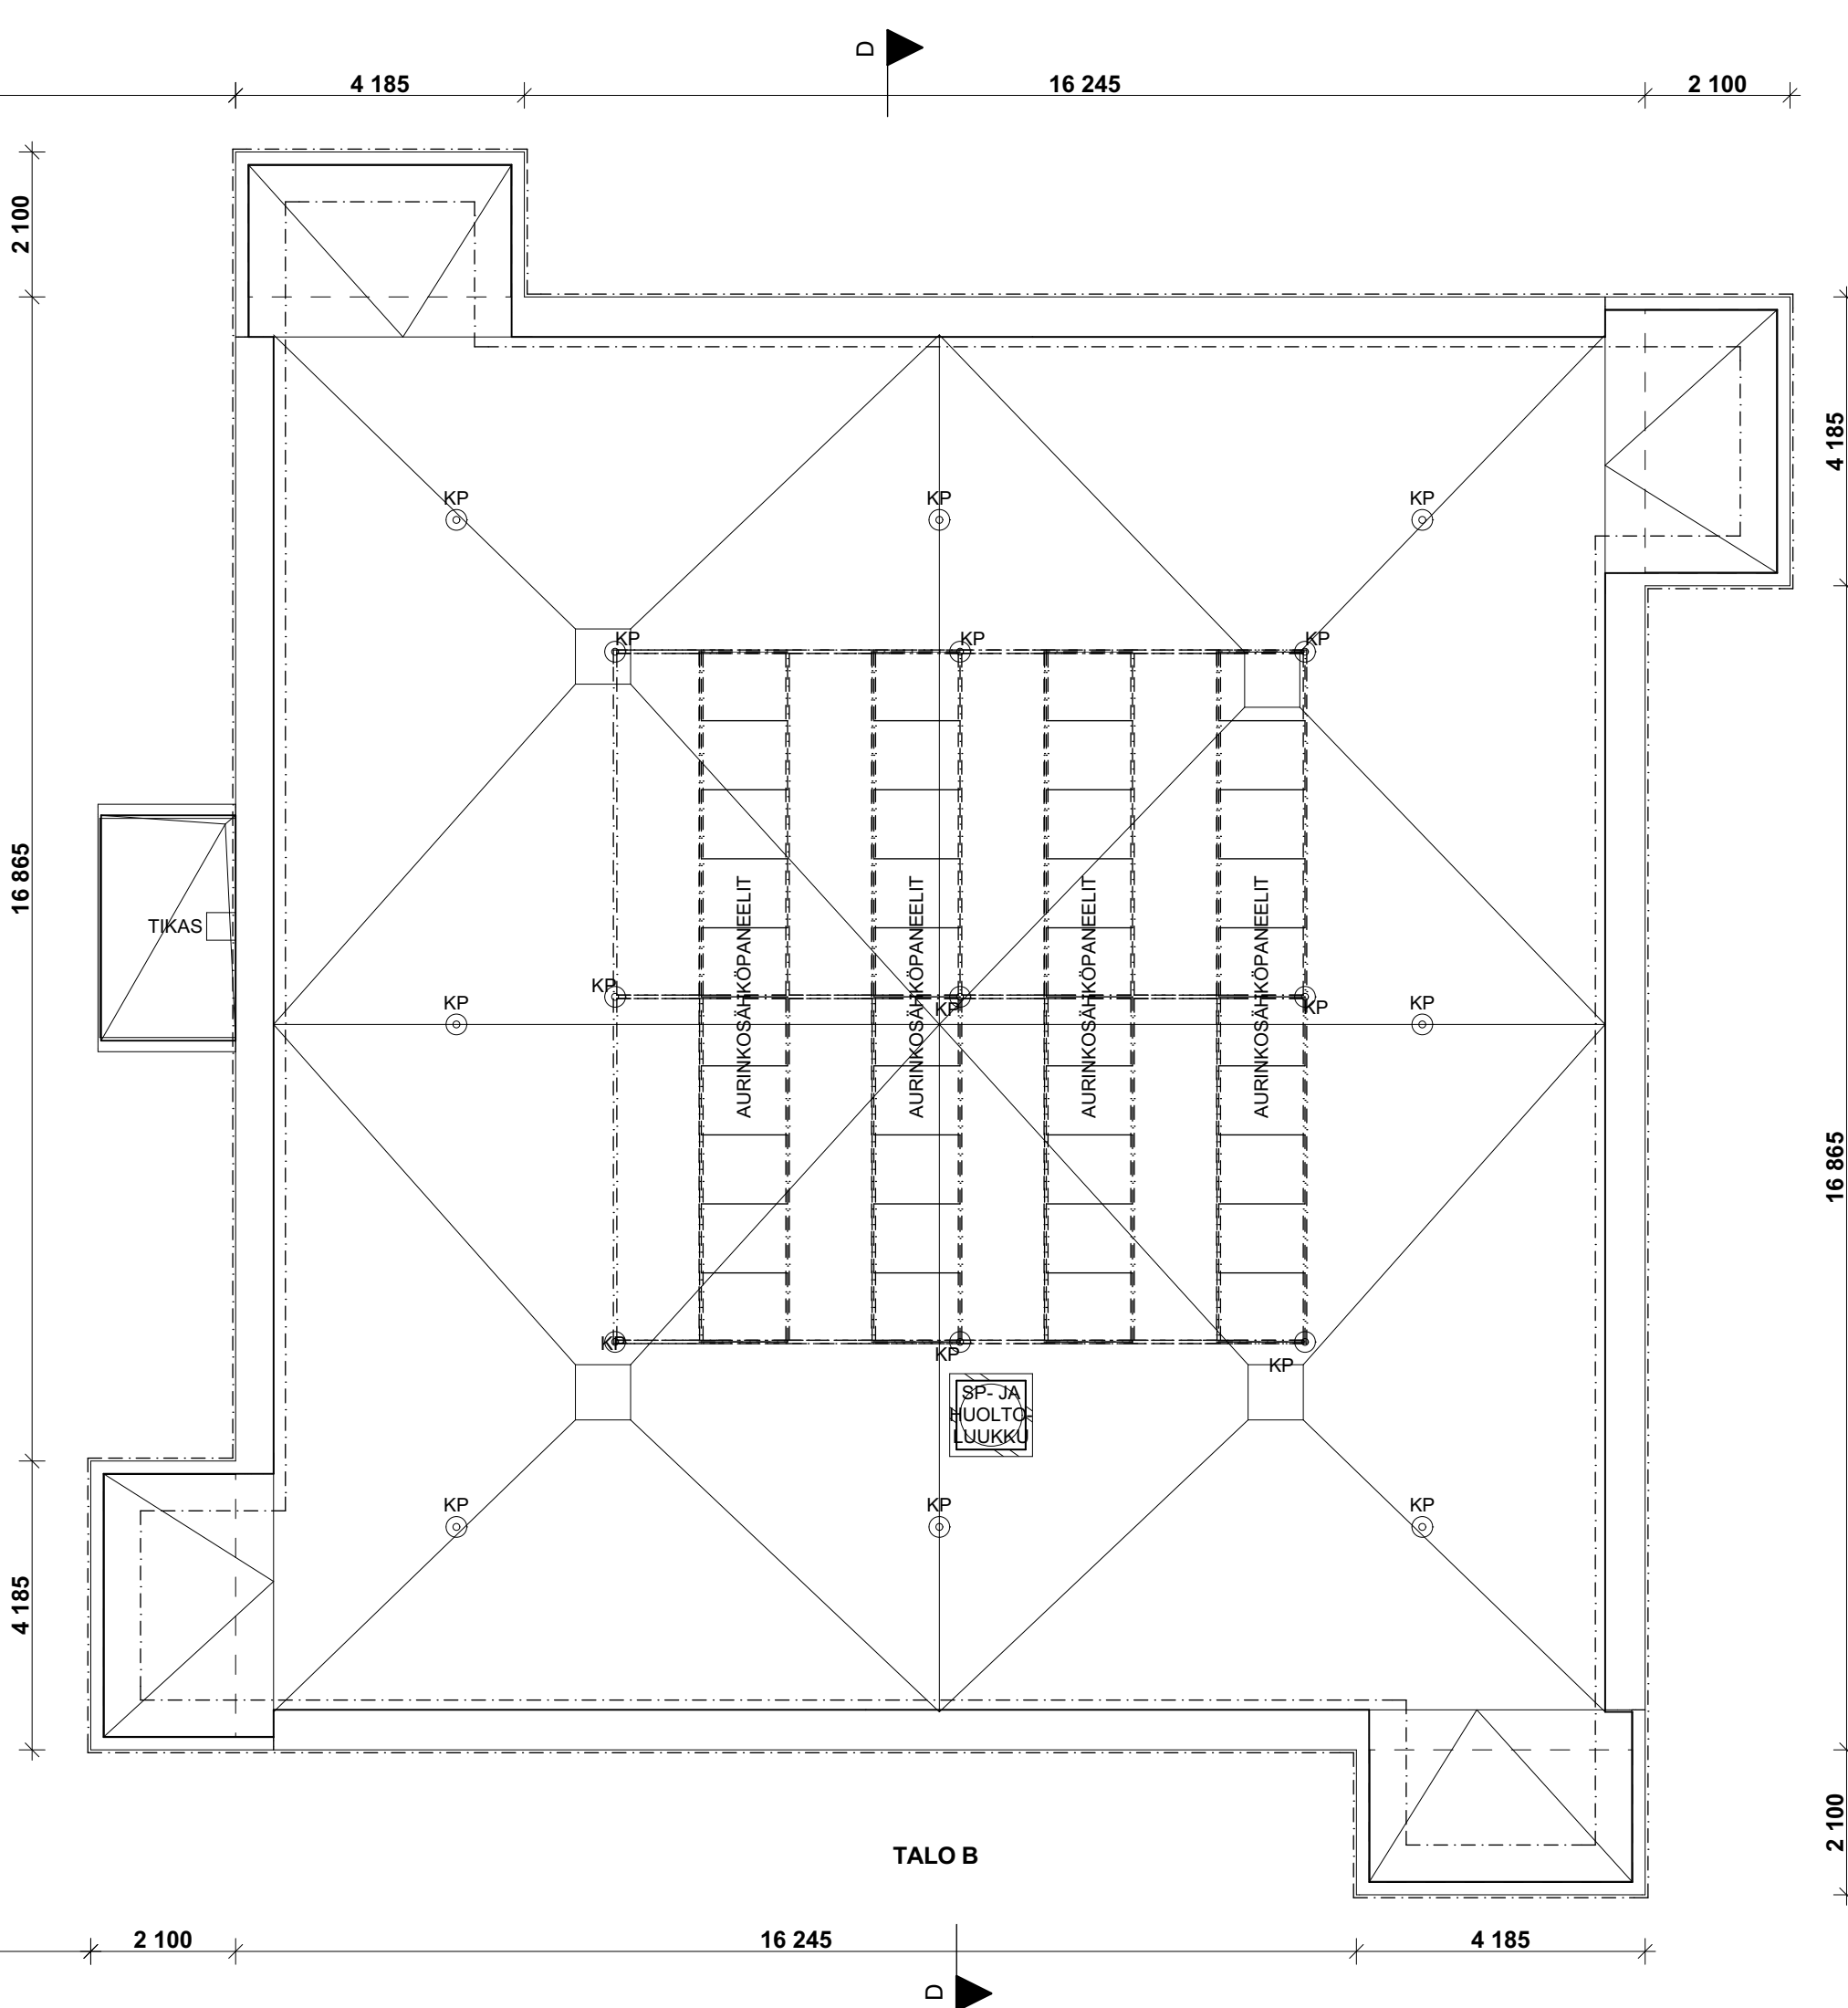 D
4 185
16 245
2 100
2 100
4 185
KP
KP
KP
KP
KP
KP
16 865
AURINKOSÄHKÖPANEELIT
AURINKOSÄHKÖPANEELIT
AURINKOSÄHKÖPANEELIT
AURINKOSÄHKÖPANEELIT
TIKAS
KP
KP
KP
KP
KP
16 865
KP
KP
KP
SP- JA
HUOLTO-
LUUKKU
KP
KP
KP
4 185
2 100
TALO B
2 100
16 245
4 185
D